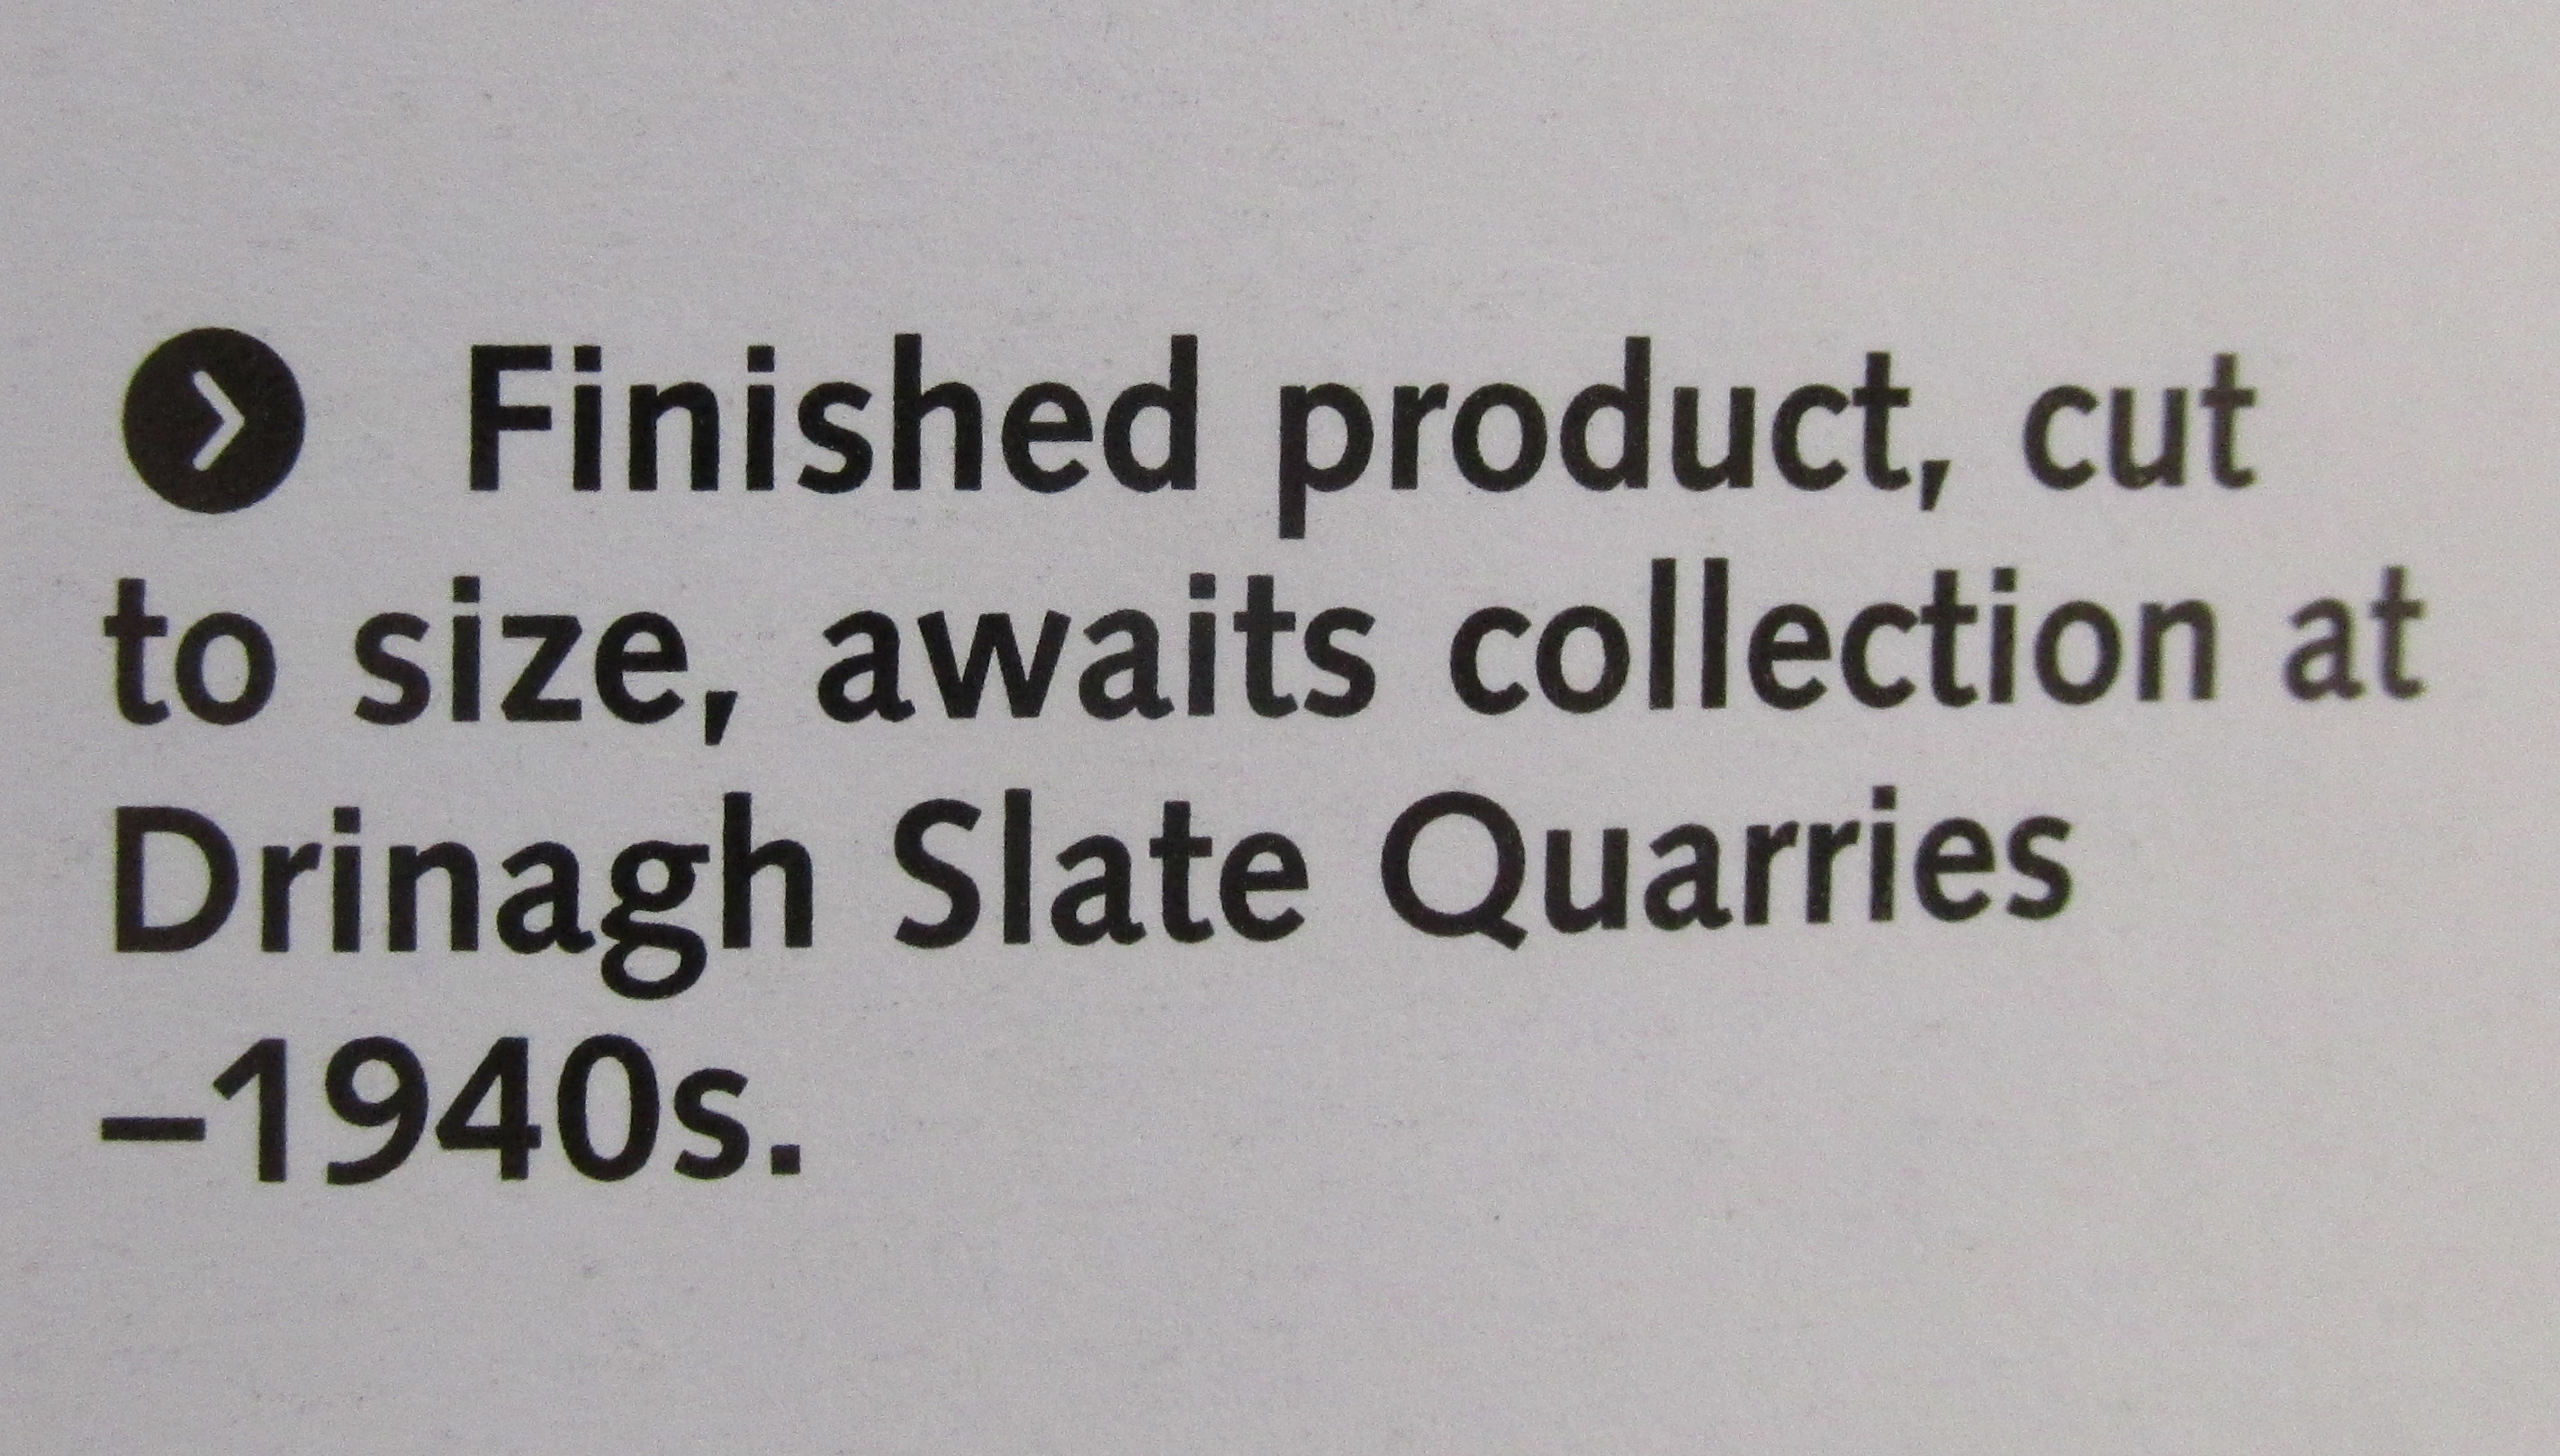 Finished product, cut
to size, awaits collection at
Drinagh Slate Quarries
–1940s.